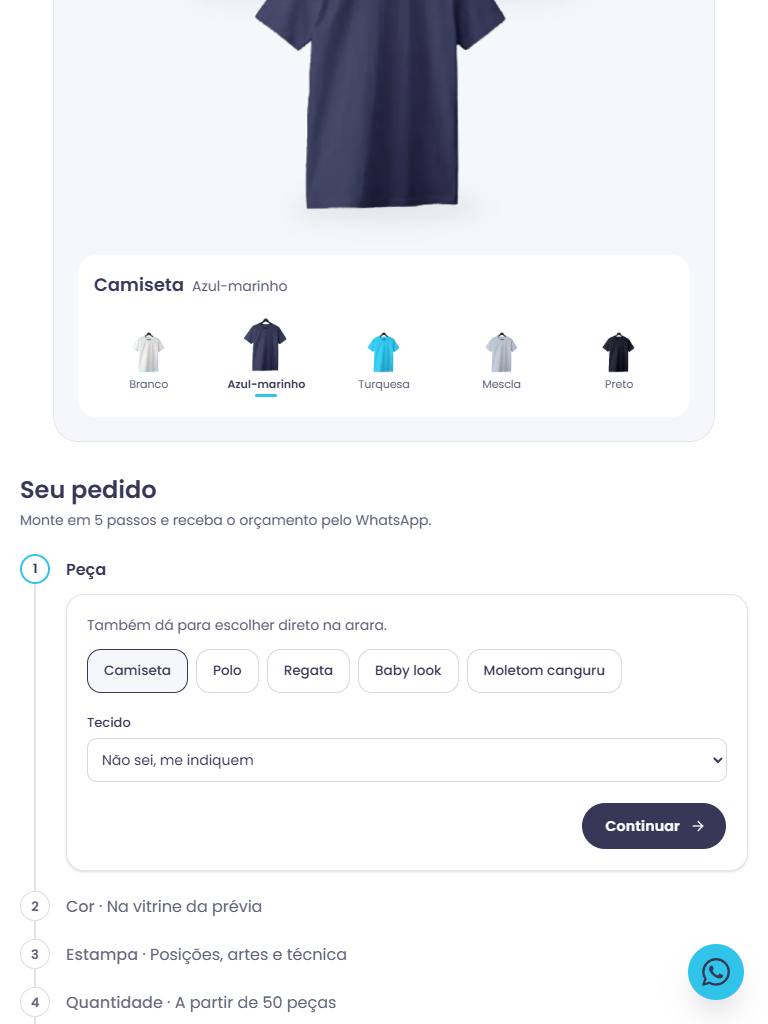 Camiseta Azul-marinho
Branco
Azul-marinho
Turquesa
Mescla
Preto
Seu pedido
Monte em 5 passos e receba o orçamento pelo WhatsApp.
1 Peça
Também dá para escolher direto na arara.
Camiseta
Polo
Regata
Baby look
Moletom canguru
Tecido
Não sei, me indiquem
Continuar
2 Cor · Na vitrine da prévia
3 Estampa · Posições, artes e técnica
4 Quantidade · A partir de 50 peças